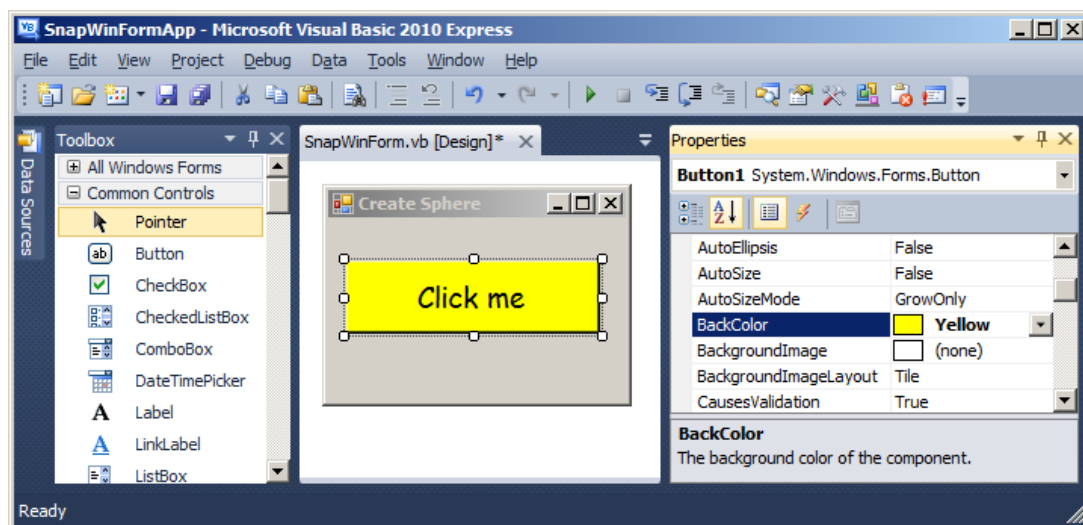 SnapWinFormApp - Microsoft Visual Basic 2010 Express
File Edit View Project Debug Data Tools Window Help
Data Sources
Toolbox
All Windows Forms
Common Controls
Pointer
Button
CheckBox
CheckedListBox
ComboBox
DateTimePicker
Label
LinkLabel
ListBox
SnapWinForm.vb [Design]*
Create Sphere
Click me
Properties
Button1 System.Windows.Forms.Button
AutoEllipsis False
AutoSize False
AutoSizeMode GrowOnly
BackColor Yellow
BackgroundImage (none)
BackgroundImageLayout Tile
CausesValidation True
BackColor
The background color of the component.
Ready